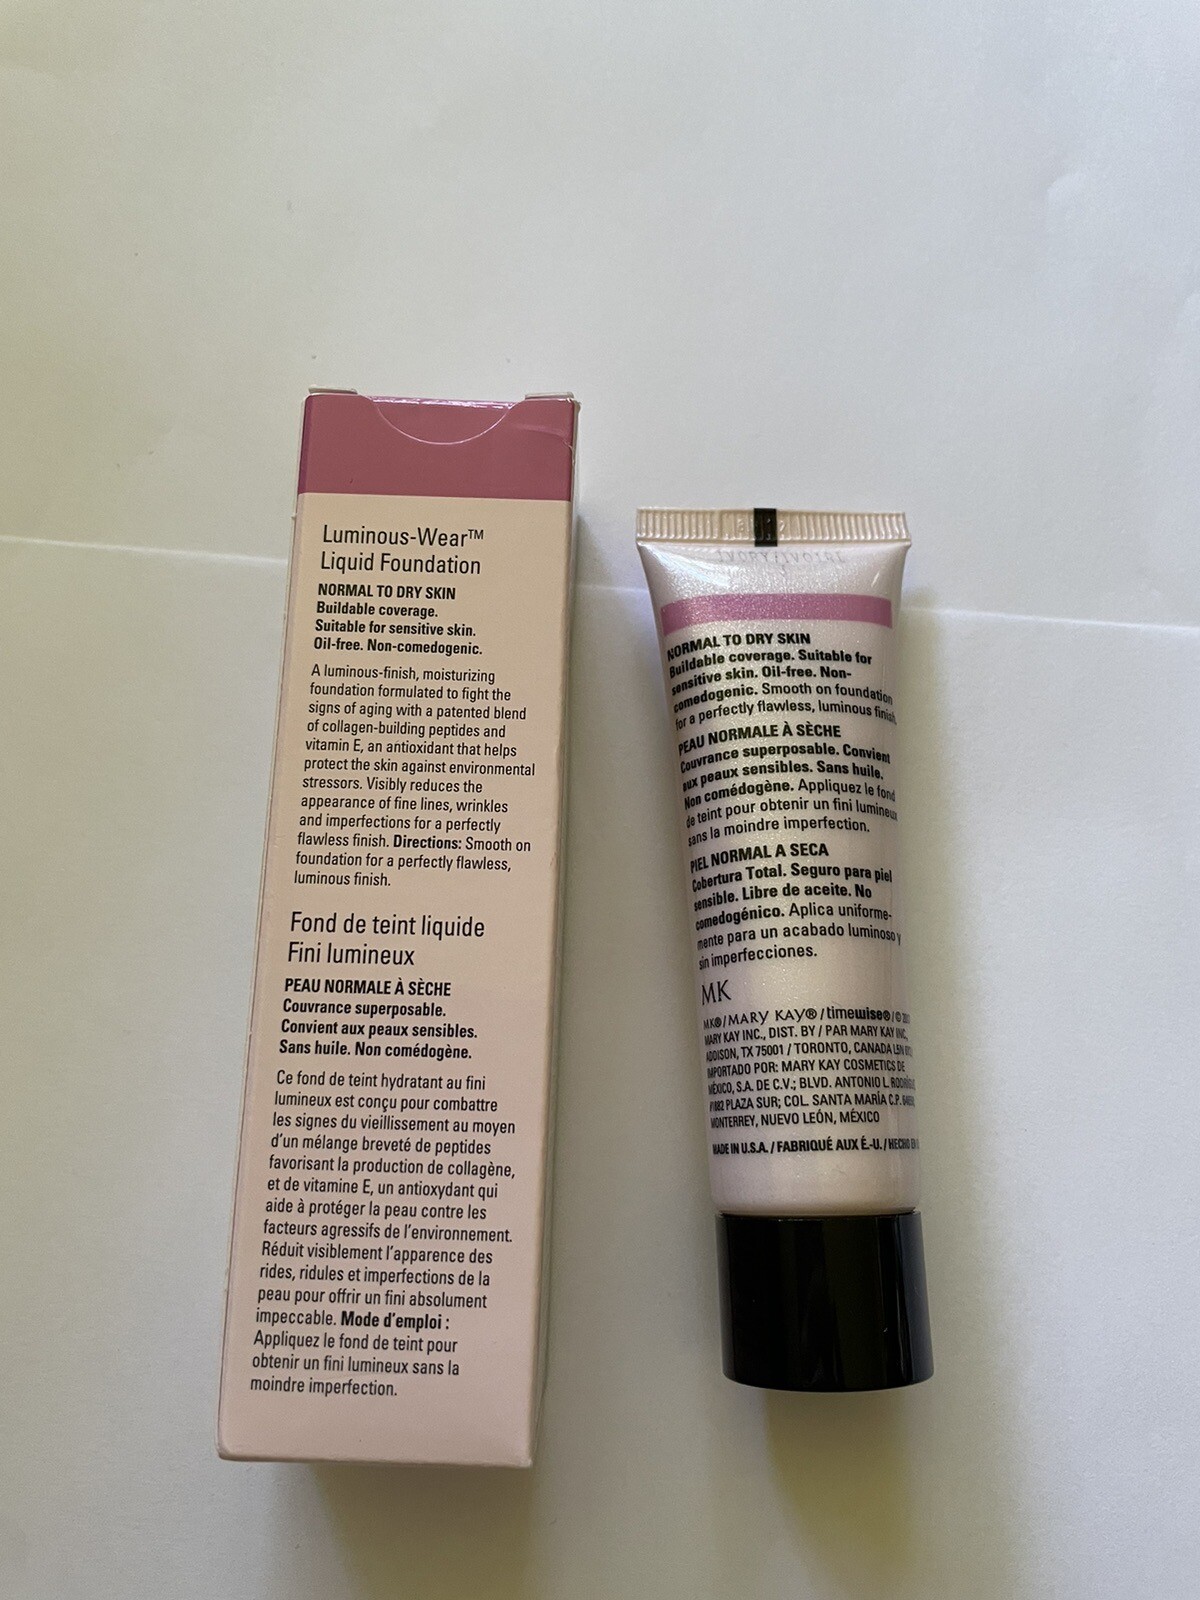 Luminous-Wear™
Liquid Foundation
NORMAL TO DRY SKIN
Buildable coverage.
Suitable for sensitive skin.
Oil-free. Non-comedogenic.
A luminous-finish, moisturizing
foundation formulated to fight the
signs of aging with a patented blend
of collagen-building peptides and
vitamin E, an antioxidant that helps
protect the skin against environmental
stressors. Visibly reduces the
appearance of fine lines, wrinkles
and imperfections for a perfectly
flawless finish. Directions: Smooth on
foundation for a perfectly flawless,
luminous finish.
Fond de teint liquide
Fini lumineux
PEAU NORMALE À SÈCHE
Couvrance superposable.
Convient aux peaux sensibles.
Sans huile. Non comédogène.
Ce fond de teint hydratant au fini
lumineux est conçu pour combattre
les signes du vieillissement au moyen
d'un mélange breveté de peptides
favorisant la production de collagène,
et de vitamine E, un antioxydant qui
aide à protéger la peau contre les
facteurs agressifs de l'environnement.
Réduit visiblement l'apparence des
rides, ridules et imperfections de la
peau pour offrir un fini absolument
impeccable. Mode d'emploi :
Appliquez le fond de teint pour
obtenir un fini lumineux sans la
moindre imperfection.
IVORY/IVOIRE
NORMAL TO DRY SKIN
Buildable coverage. Suitable for
sensitive skin. Oil-free. Non-
comedogenic. Smooth on foundation
for a perfectly flawless, luminous finish.
PEAU NORMALE À SÈCHE
Couvrance superposable. Convient
aux peaux sensibles. Sans huile.
Non comédogène. Appliquez le fond
de teint pour obtenir un fini lumineux
sans la moindre imperfection.
PIEL NORMAL A SECA
Cobertura Total. Seguro para piel
sensible. Libre de aceite. No
comedogénico. Aplica uniforme-
mente para un acabado luminoso y
sin imperfecciones.
MK
MK®/MARY KAY®/timewise®/©
MARY KAY INC., DIST. BY / PAR MARY KAY INC.,
ADDISON, TX 75001 / TORONTO, CANADA L5N
IMPORTADO POR: MARY KAY COSMETICS DE
MÉXICO, S.A. DE C.V.; BLVD. ANTONIO L.
#1882 PLAZA SUR; COL. SANTA MARÍA C.P.
MONTERREY, NUEVO LEÓN, MÉXICO
MADE IN U.S.A. / FABRIQUÉ AUX É.-U. / HECHO EN